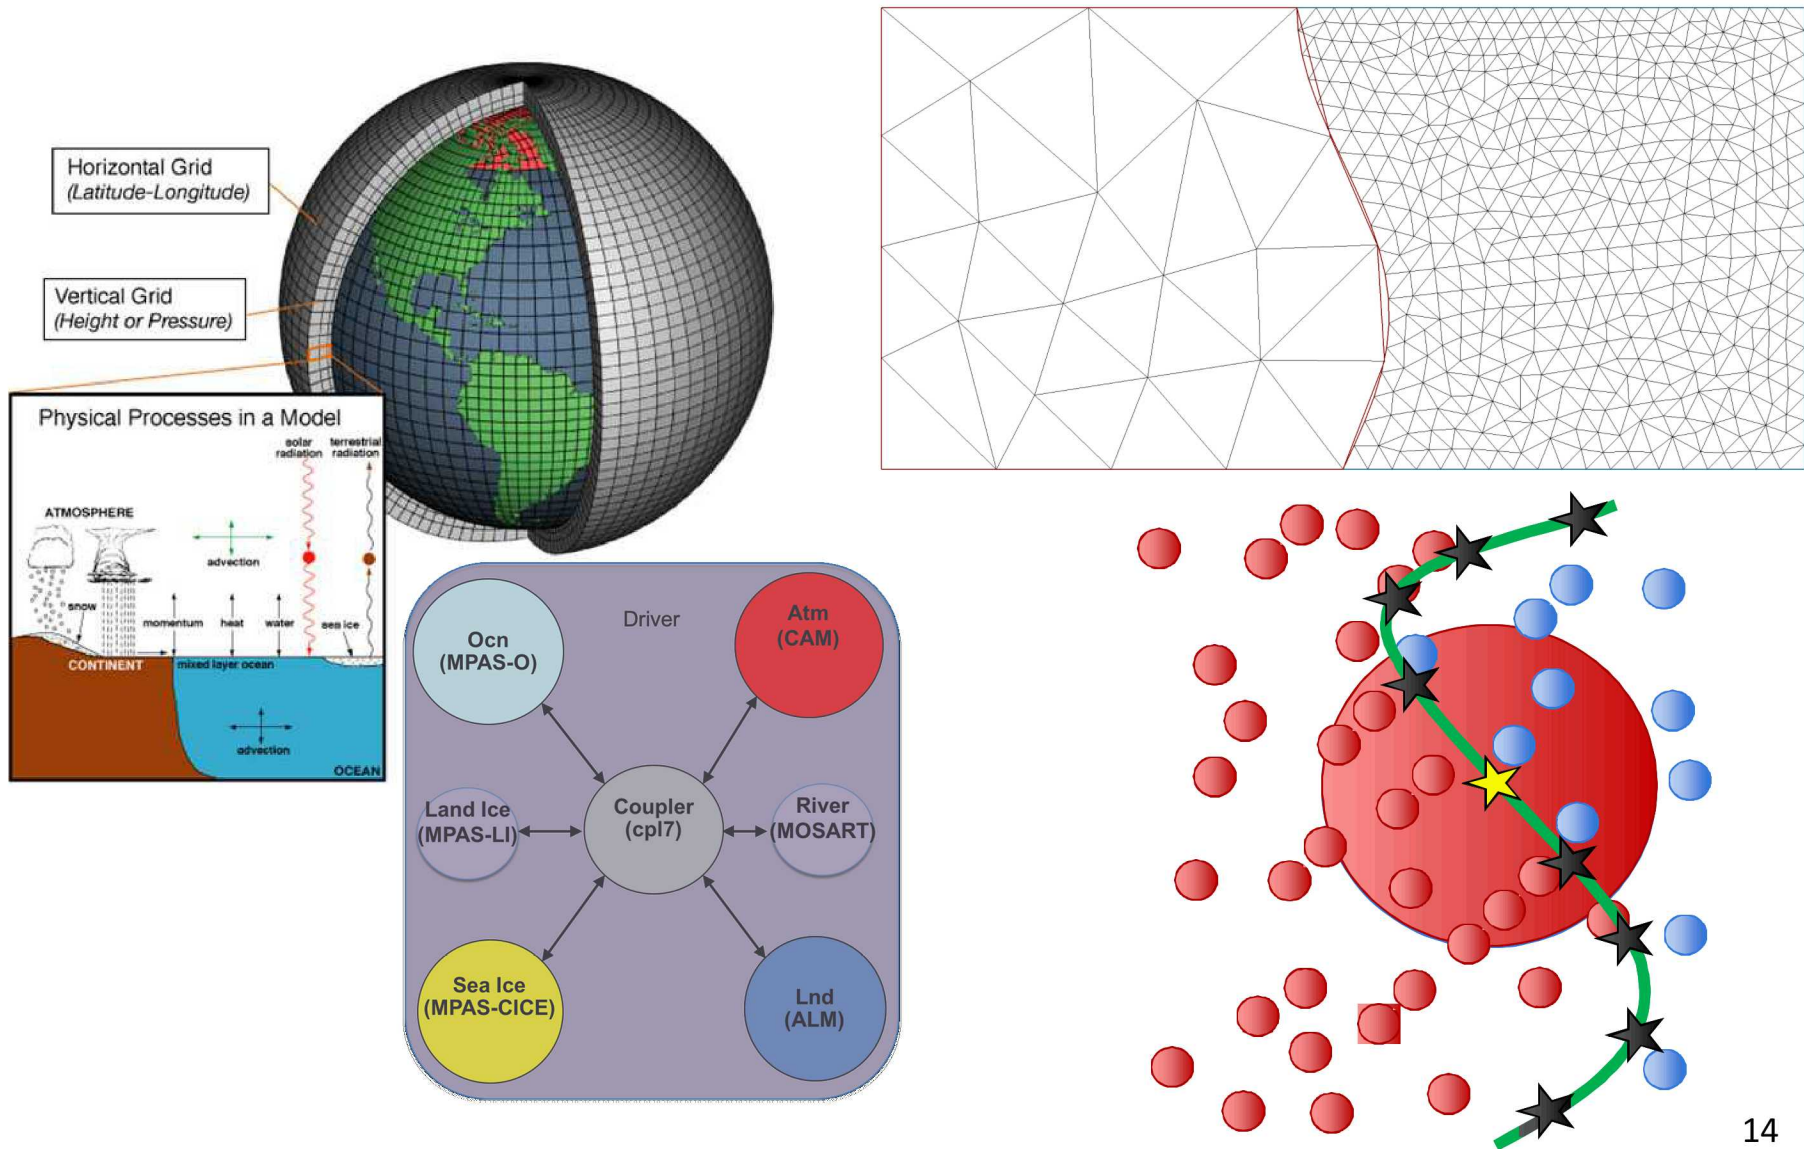 Horizontal Grid
(Latitude-Longitude)
Vertical Grid
(Height or Pressure)
Physical Processes in a Model
solar
radiation
terrestrial
radiation
ATMOSPHERE
advection
snow
momentum
heat
water
sea ice
CONTINENT
mixed layer ocean
advection
OCEAN
Driver
Ocn
(MPAS-O)
Atm
(CAM)
Land Ice
(MPAS-LI)
Coupler
(cpl7)
River
(MOSART)
Sea Ice
(MPAS-CICE)
Lnd
(ALM)
14